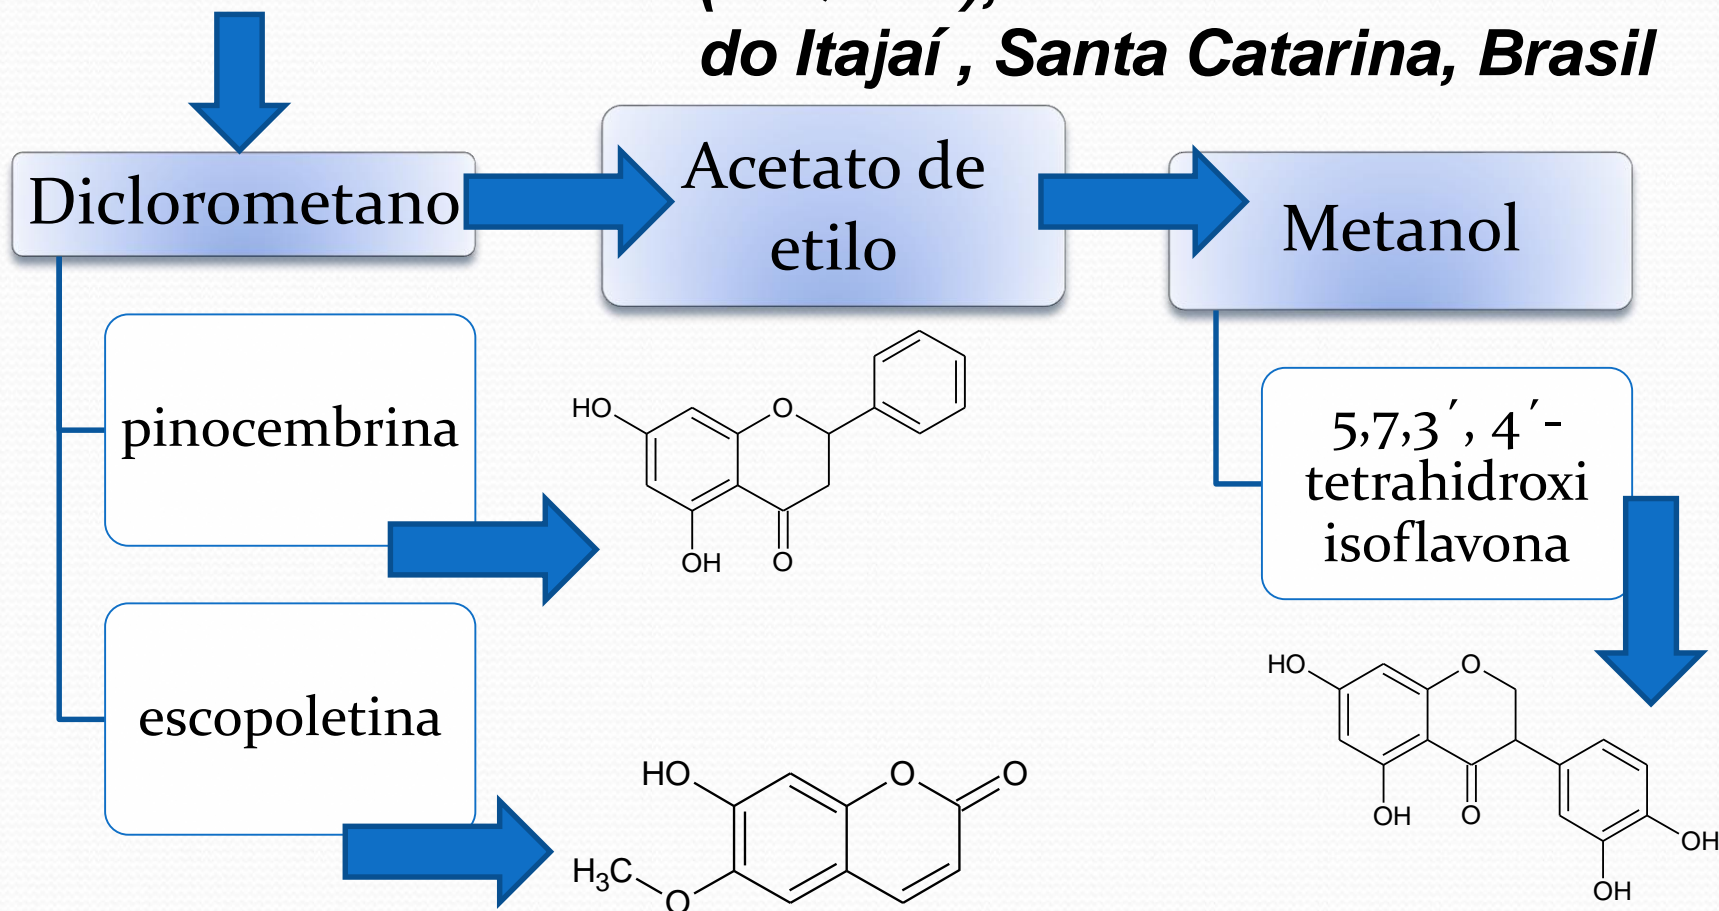 do Itajaí , Santa Catarina, Brasil
Diclorometano
Acetato de
etilo
Metanol
pinocembrina
HO
O
OH
O
5,7,3´, 4´-
tetrahidroxi
isoflavona
escopoletina
HO
O
O
H3C
O
HO
O
OH
O
OH
OH